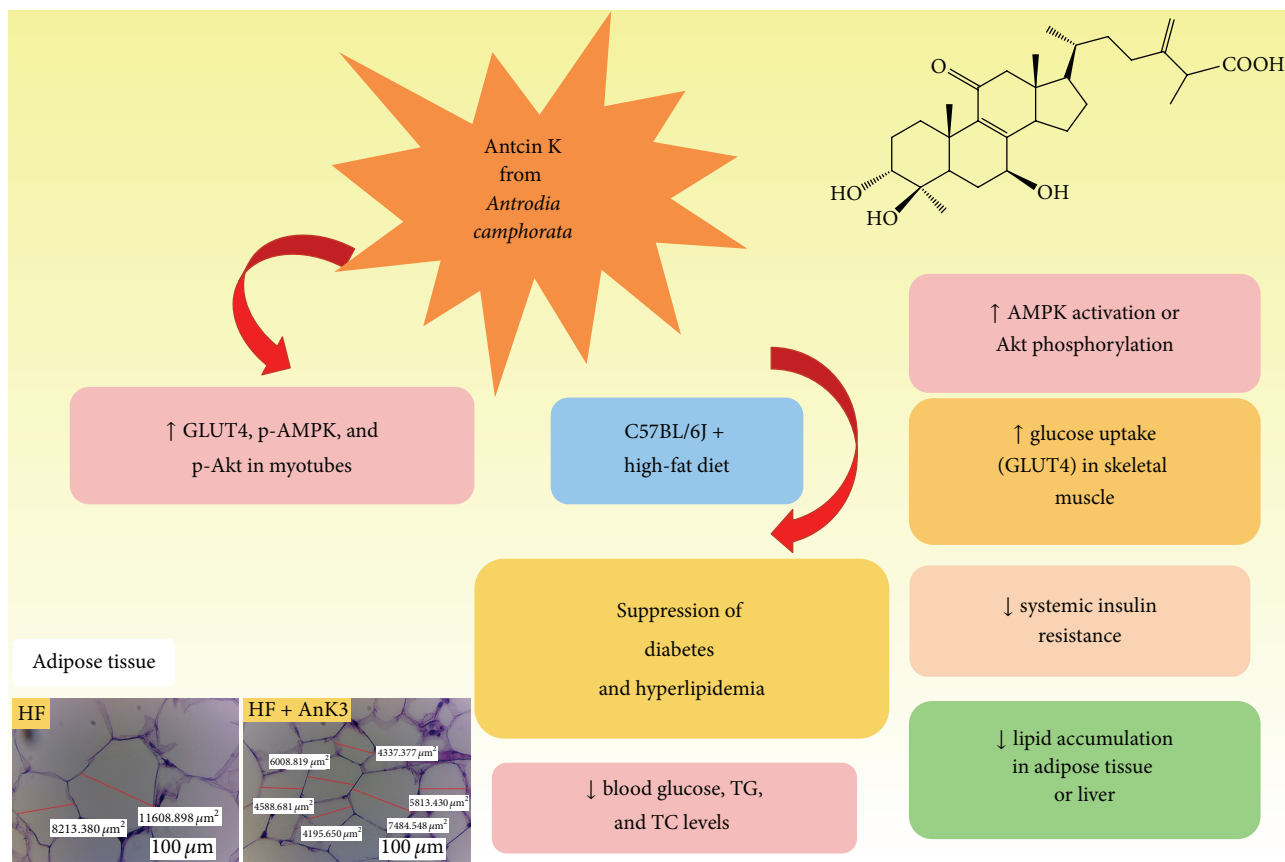 Antcin K
from
Antrodia
camphorata
O
COOH
HO
HO
OH
↑ GLUT4, p-AMPK, and
p-Akt in myotubes
C57BL/6J +
high-fat diet
Suppression of
diabetes
and hyperlipidemia
↓ blood glucose, TG,
and TC levels
↑ AMPK activation or
Akt phosphorylation
↑ glucose uptake
(GLUT4) in skeletal
muscle
↓ systemic insulin
resistance
↓ lipid accumulation
in adipose tissue
or liver
Adipose tissue
HF
8213.380 μm²
11608.898 μm²
100 μm
HF + AnK3
4337.377 μm²
6008.819 μm²
4588.681 μm²
5813.430 μm²
4195.650 μm²
7484.548 μm²
100 μm